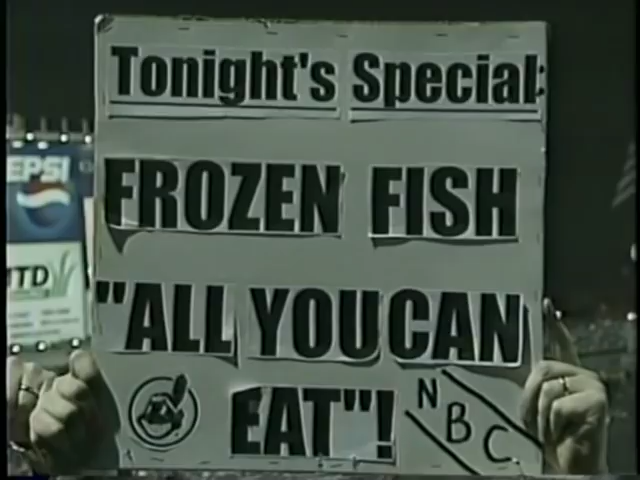 Tonight's Special:
FROZEN FISH
"ALL YOU CAN
EAT"!
NBC
EPSI
TD